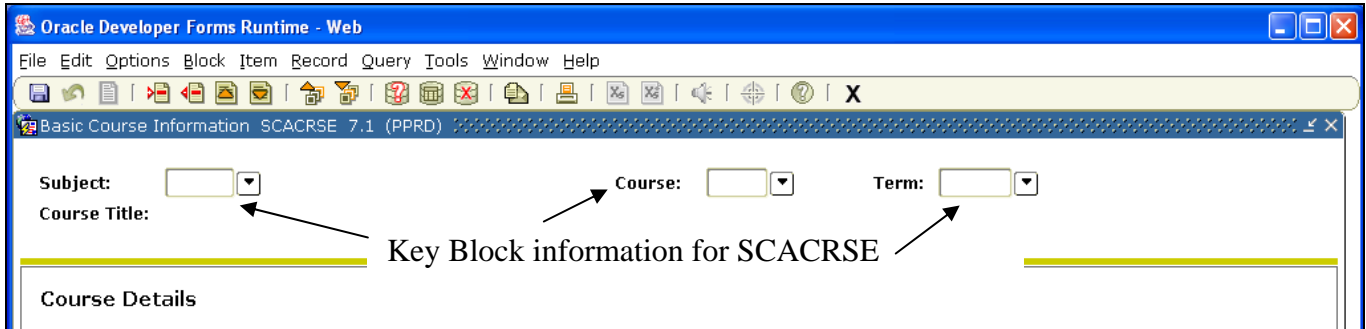 Oracle Developer Forms Runtime - Web
File Edit Options Block Item Record Query Tools Window Help
X
Basic Course Information SCACRSE 7.1 (PPRD)
Subject: Course: Term:
Course Title:
Key Block information for SCACRSE
Course Details